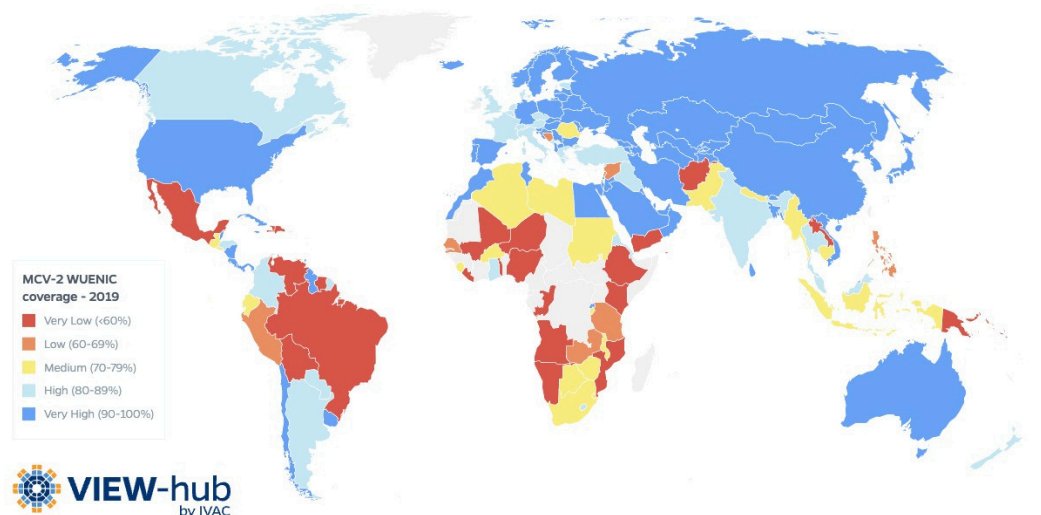 MCV-2 WUENIC
coverage - 2019
Very Low (<60%)
Low (60-69%)
Medium (70-79%)
High (80-89%)
Very High (90-100%)
VIEW-hub
by IVAC